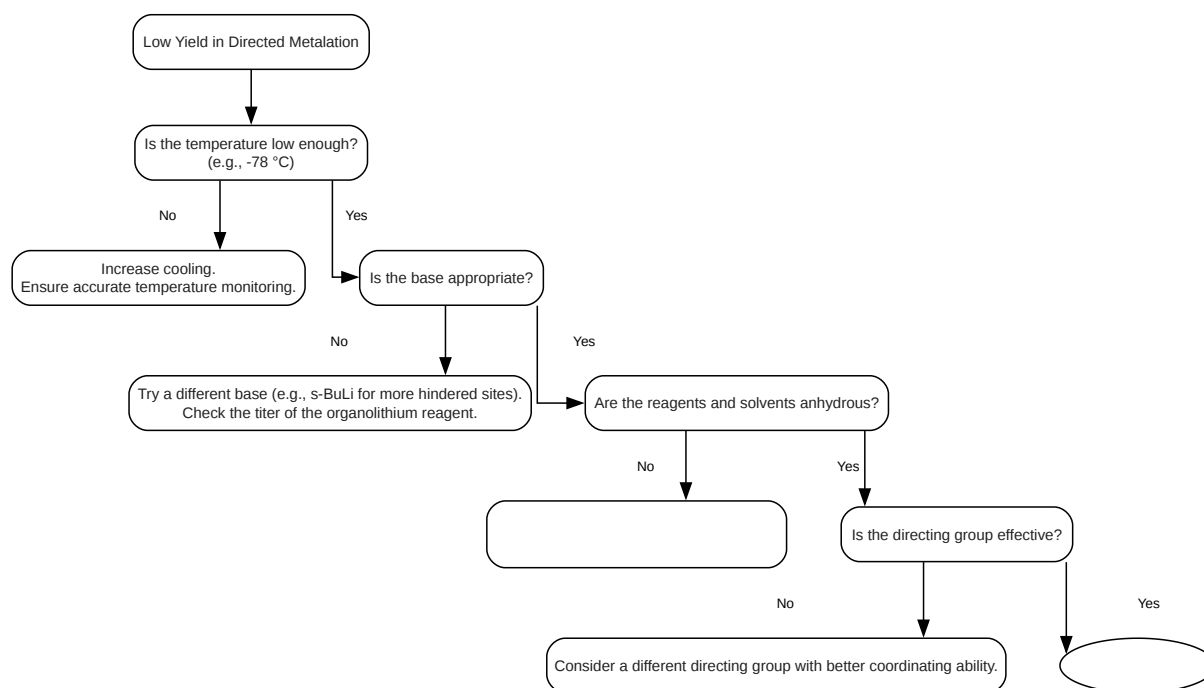 Low Yield in Directed Metalation
Is the temperature low enough?
(e.g., -78 °C)
No
Yes
Increase cooling.
Ensure accurate temperature monitoring.
Is the base appropriate?
No
Yes
Try a different base (e.g., s-BuLi for more hindered sites).
Check the titer of the organolithium reagent.
Are the reagents and solvents anhydrous?
No
Yes
Is the directing group effective?
No
Yes
Consider a different directing group with better coordinating ability.